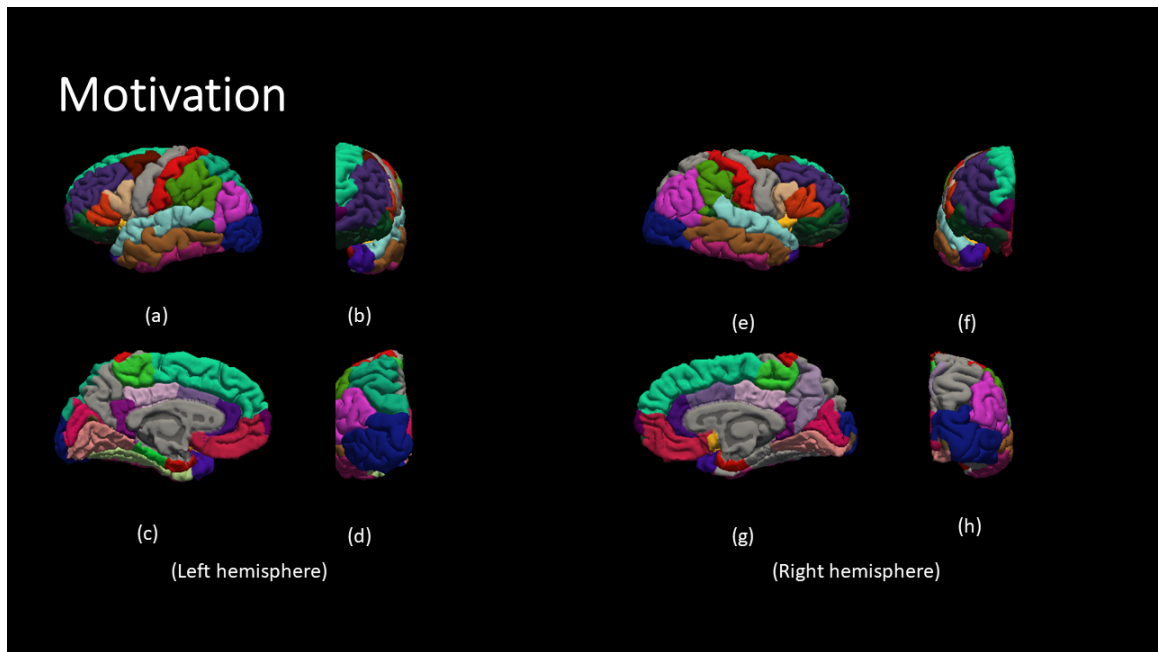 Motivation
(a)
(b)
(e)
(f)
(c)
(d)
(g)
(h)
(Left hemisphere)
(Right hemisphere)